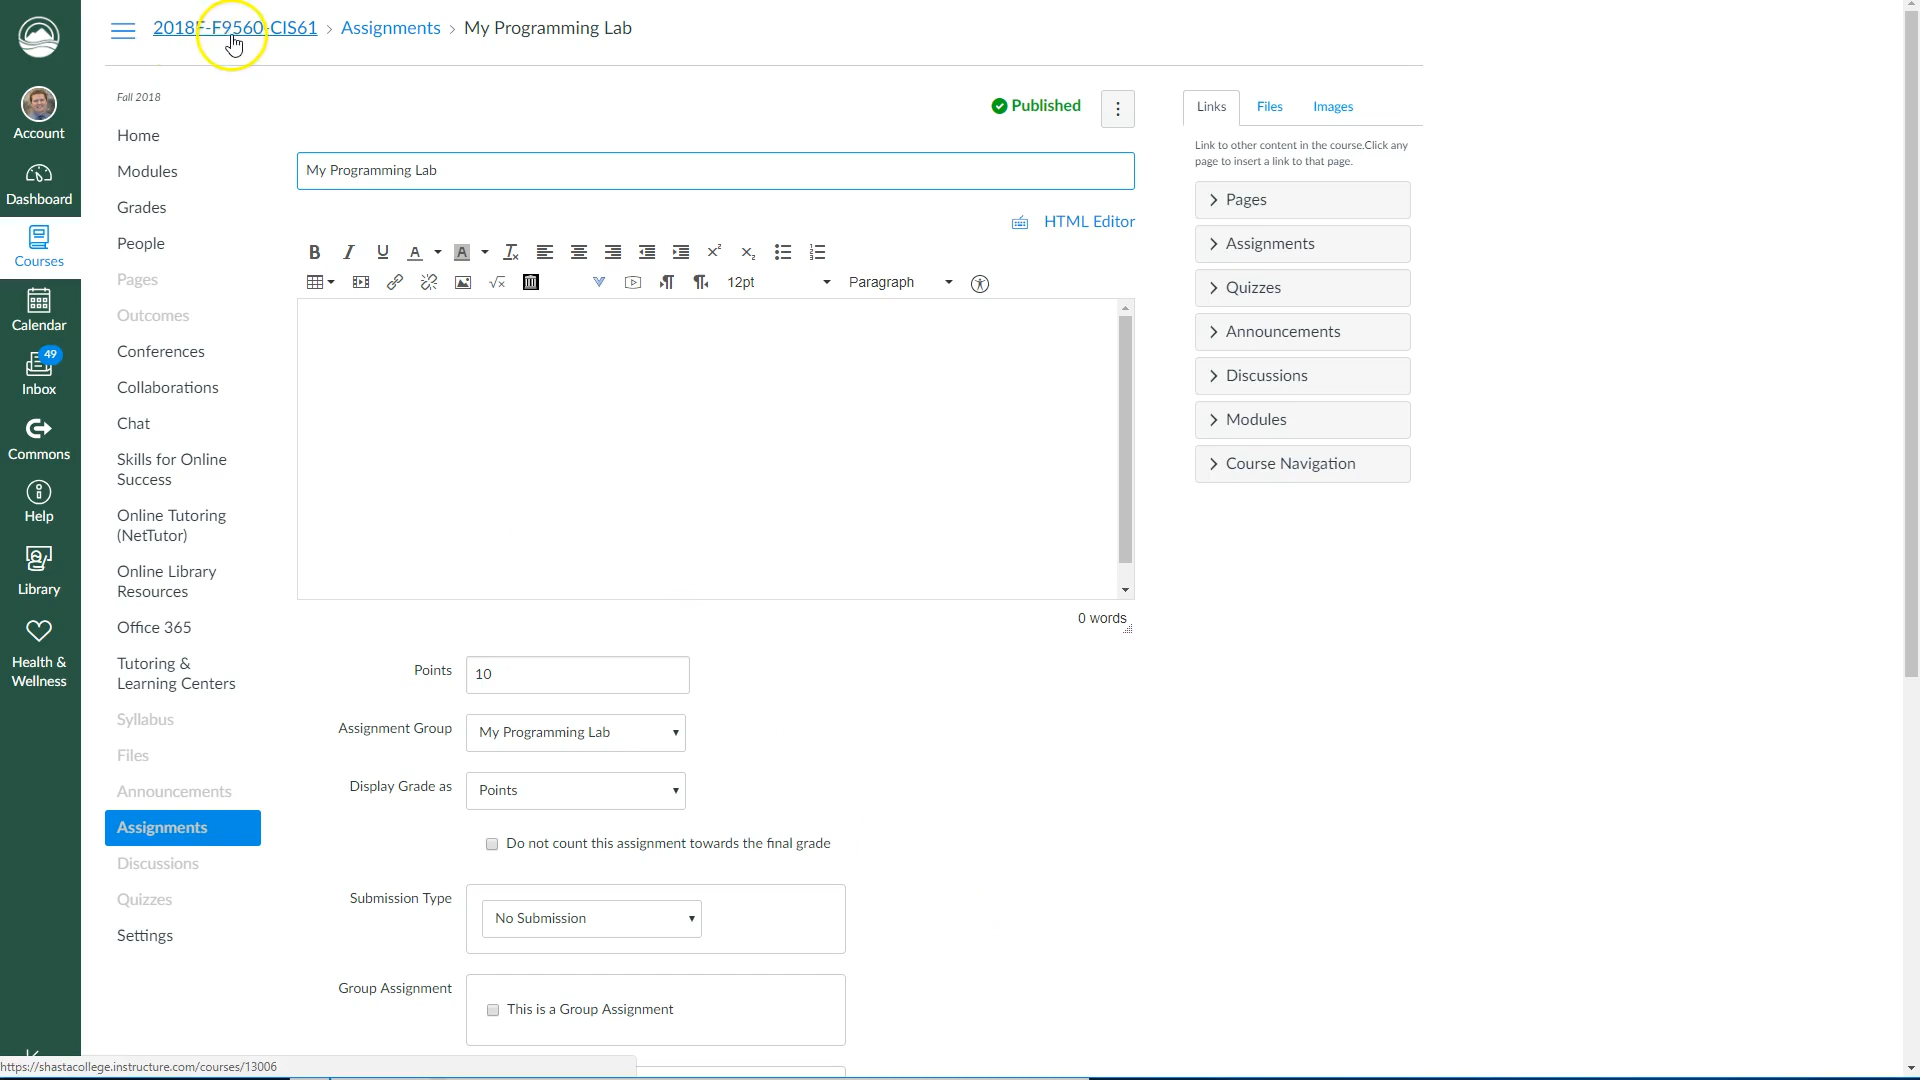 2018F-F9560-CIS61 > Assignments > My Programming Lab
Account
Dashboard
Courses
Calendar
49
Inbox
Commons
Help
Library
Health &
Wellness
Fall 2018
Home
Modules
Grades
People
Pages
Outcomes
Conferences
Collaborations
Chat
Skills for Online
Success
Online Tutoring
(NetTutor)
Online Library
Resources
Office 365
Tutoring &
Learning Centers
Syllabus
Files
Announcements
Assignments
Discussions
Quizzes
Settings
Published
My Programming Lab
HTML Editor
12pt
Paragraph
0 words
Points
10
Assignment Group
My Programming Lab
Display Grade as
Points
Do not count this assignment towards the final grade
Submission Type
No Submission
Group Assignment
This is a Group Assignment
Links
Files
Images
Link to other content in the course.Click any
page to insert a link to that page.
Pages
Assignments
Quizzes
Announcements
Discussions
Modules
Course Navigation
https://shastacollege.instructure.com/courses/13006